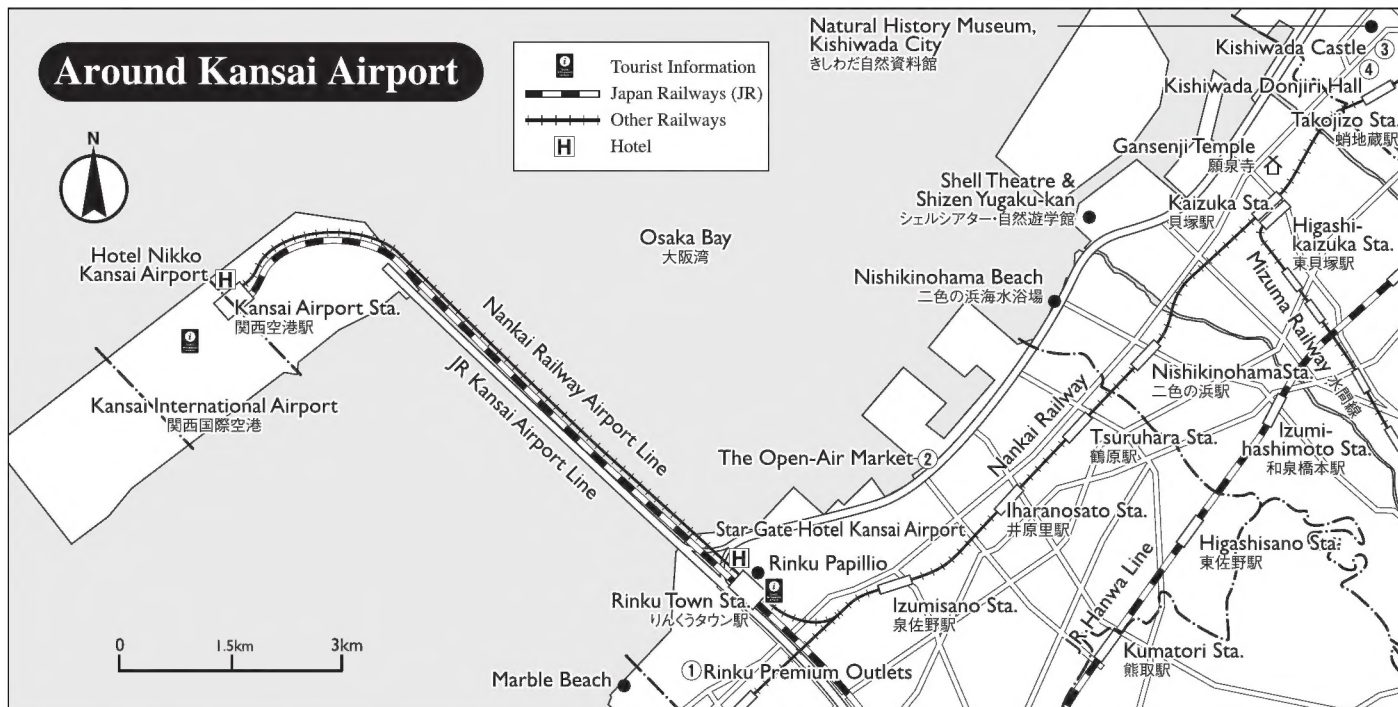 Around Kansai Airport
Tourist Information
Japan Railways (JR)
Other Railways
H Hotel
N
Natural History Museum,
Kishiwada City
きしわだ自然資料館
Kishiwada Castle ③
④
Kishiwada Donjiri Hall
Takojizo Sta.
蛸地蔵駅
Gansenji Temple
願泉寺
Shell Theatre &
Shizen Yugaku-kan
シェルシアター・自然遊学館
Kaizuka Sta.
貝塚駅
Higashi-
kaizuka Sta.
東貝塚駅
Osaka Bay
大阪湾
Hotel Nikko
Kansai Airport
H
Kansai Airport Sta.
関西空港駅
Nishikinohama Beach
二色の浜海水浴場
Mizuma Railway 水間線
Nankai Railway Airport Line
JR Kansai Airport Line
Kansai International Airport
関西国際空港
Nishikinohama Sta.
二色の浜駅
Nankai Railway
Tsuruhara Sta.
鶴原駅
Izumi-
hashimoto Sta.
和泉橋本駅
The Open-Air Market ②
Iharanosato Sta.
井原里駅
Star Gate Hotel Kansai Airport
H
Rinku Papillio
Higashisano Sta.
東佐野駅
JR Hanwa Line
Rinku Town Sta.
りんくうタウン駅
Izumisano Sta.
泉佐野駅
Kumatori Sta.
熊取駅
① Rinku Premium Outlets
Marble Beach
0 1.5km 3km